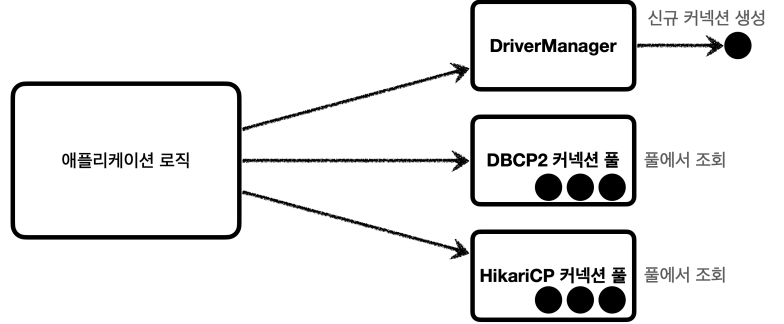 신규 커넥션 생성
DriverManager
애플리케이션 로직
DBCP2 커넥션 풀
풀에서 조회
HikariCP 커넥션 풀
풀에서 조회